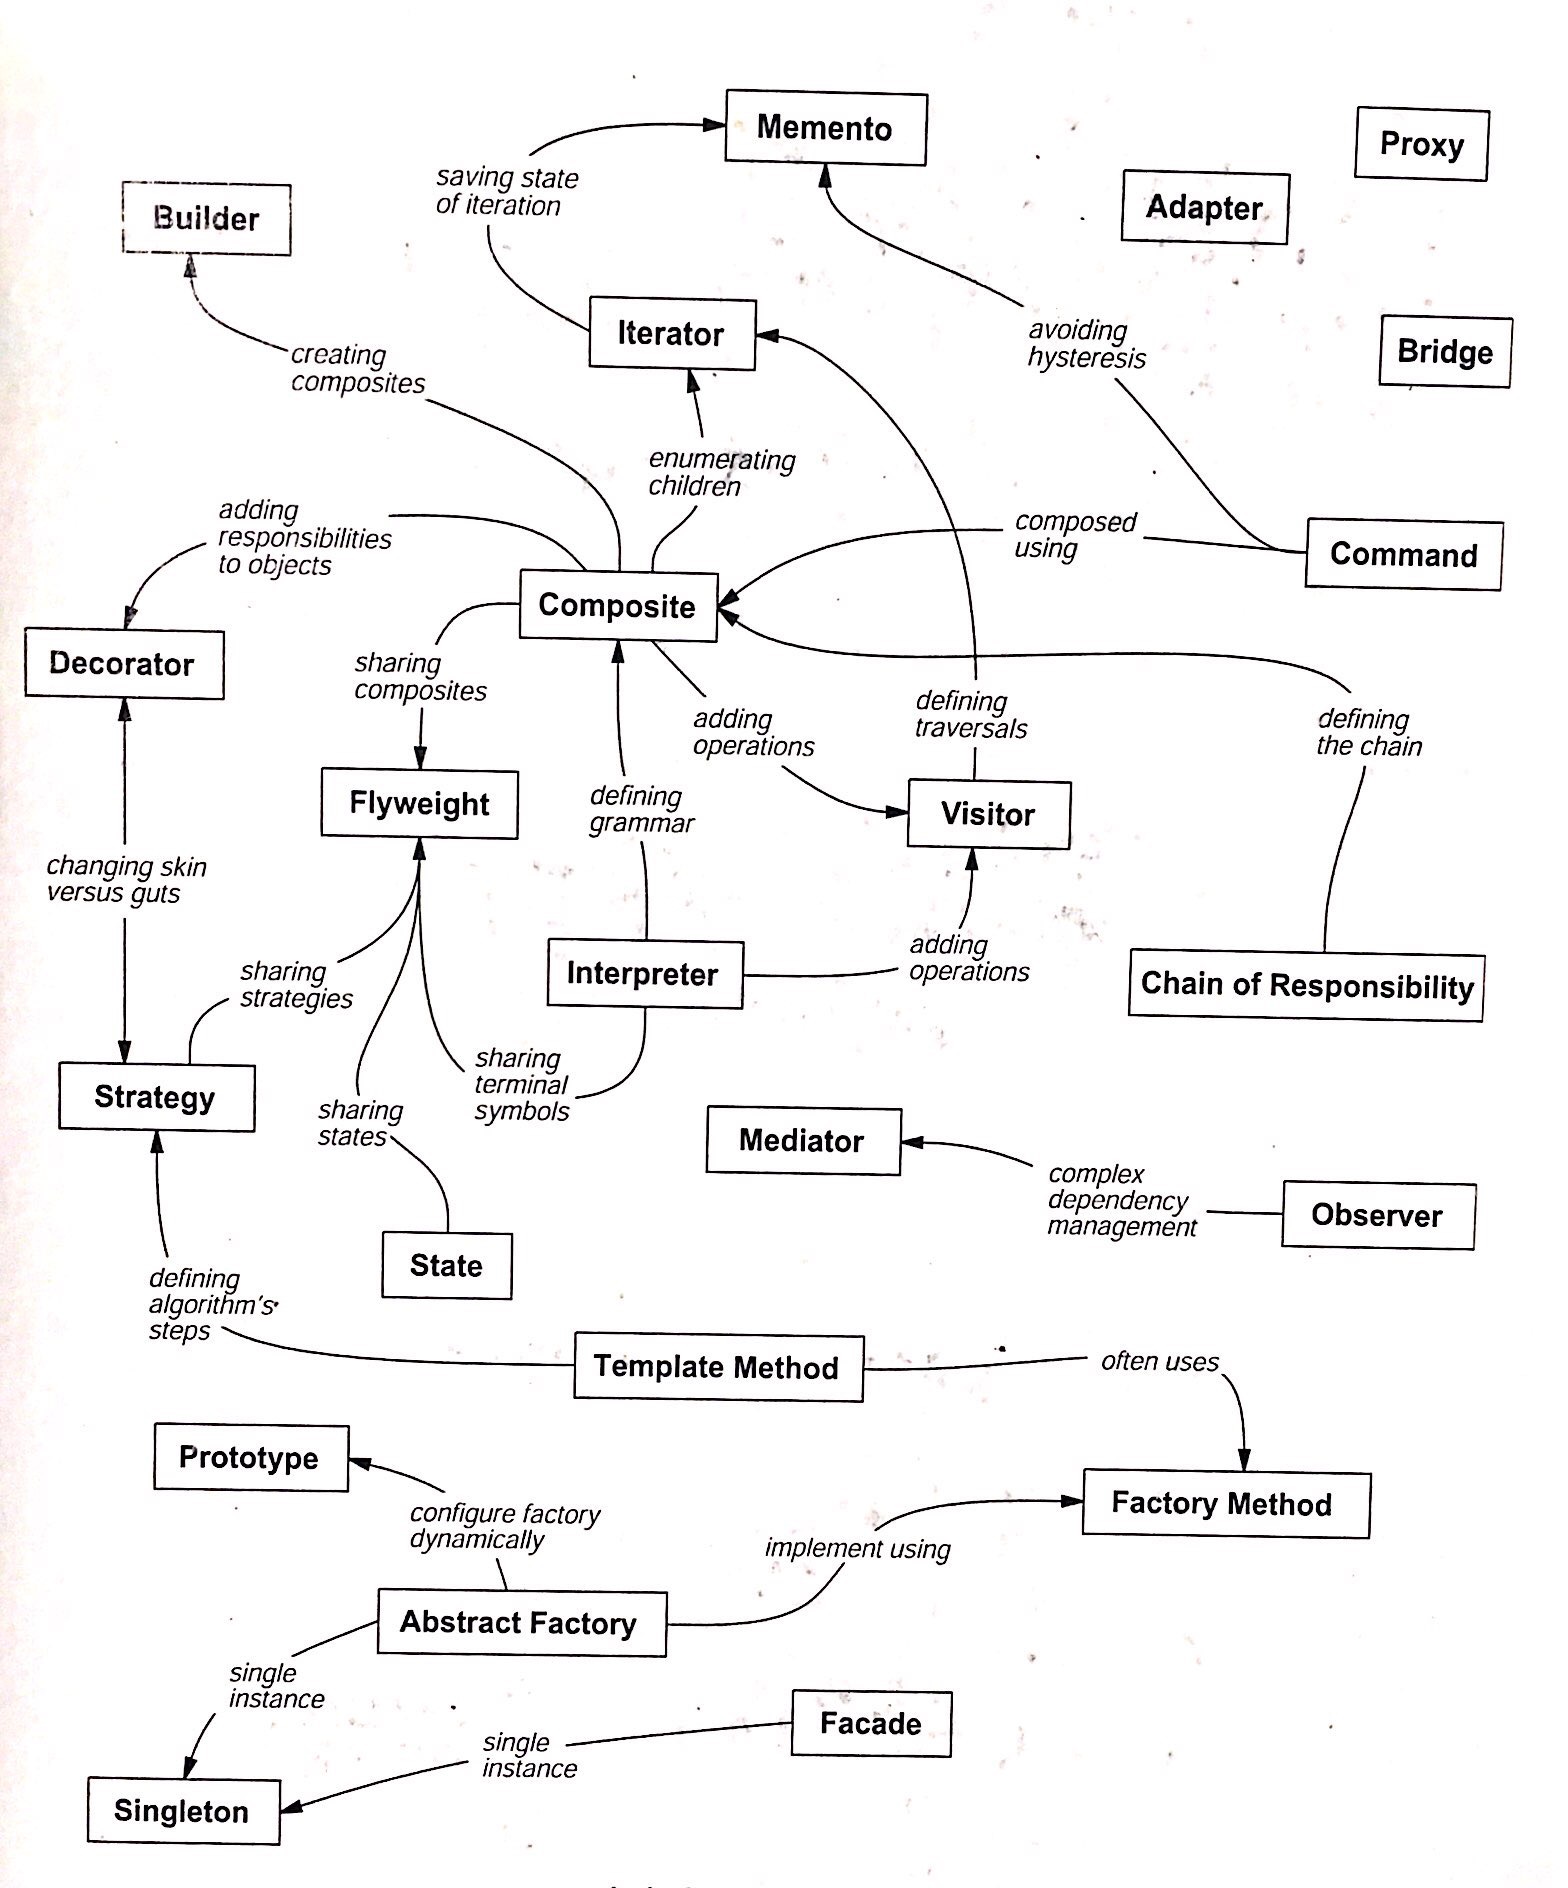 Memento
Proxy
Adapter
saving state
of iteration
Builder
Iterator
avoiding
hysteresis
Bridge
creating
composites
enumerating
children
adding
responsibilities
to objects
composed
using
Command
Composite
Decorator
sharing
composites
adding
operations
defining
traversals
defining
the chain
Flyweight
defining
grammar
Visitor
changing skin
versus guts
sharing
strategies
Interpreter
adding
operations
Chain of Responsibility
Strategy
sharing
terminal
symbols
sharing
states
Mediator
complex
dependency
management
Observer
State
defining
algorithm's
steps
Template Method
often uses
Prototype
configure factory
dynamically
Factory Method
implement using
Abstract Factory
single
instance
Facade
single
instance
Singleton